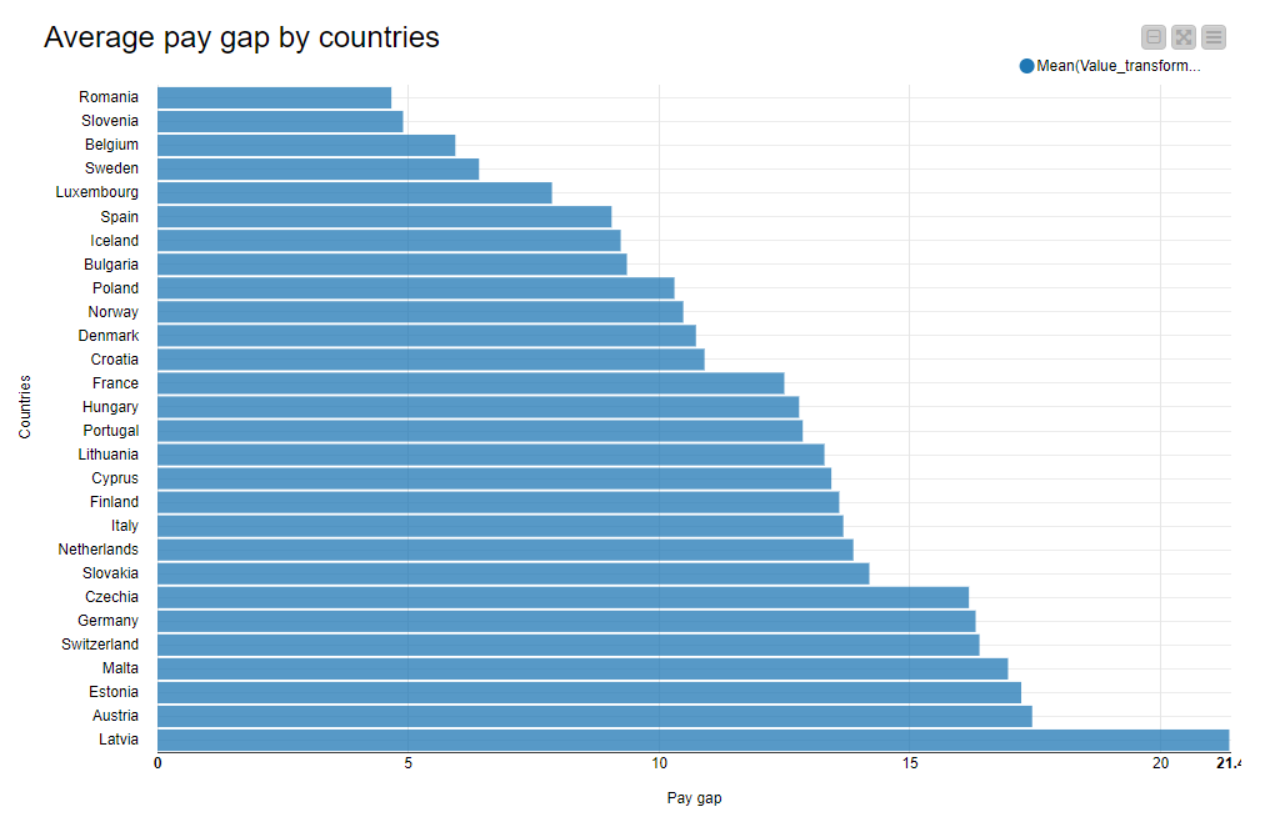 Average pay gap by countries
Mean(Value_transform...
Romania
Slovenia
Belgium
Sweden
Luxembourg
Spain
Iceland
Bulgaria
Poland
Norway
Denmark
Croatia
France
Hungary
Portugal
Lithuania
Cyprus
Finland
Italy
Netherlands
Slovakia
Czechia
Germany
Switzerland
Malta
Estonia
Austria
Latvia
Countries
0 5 10 15 20 21.4
Pay gap